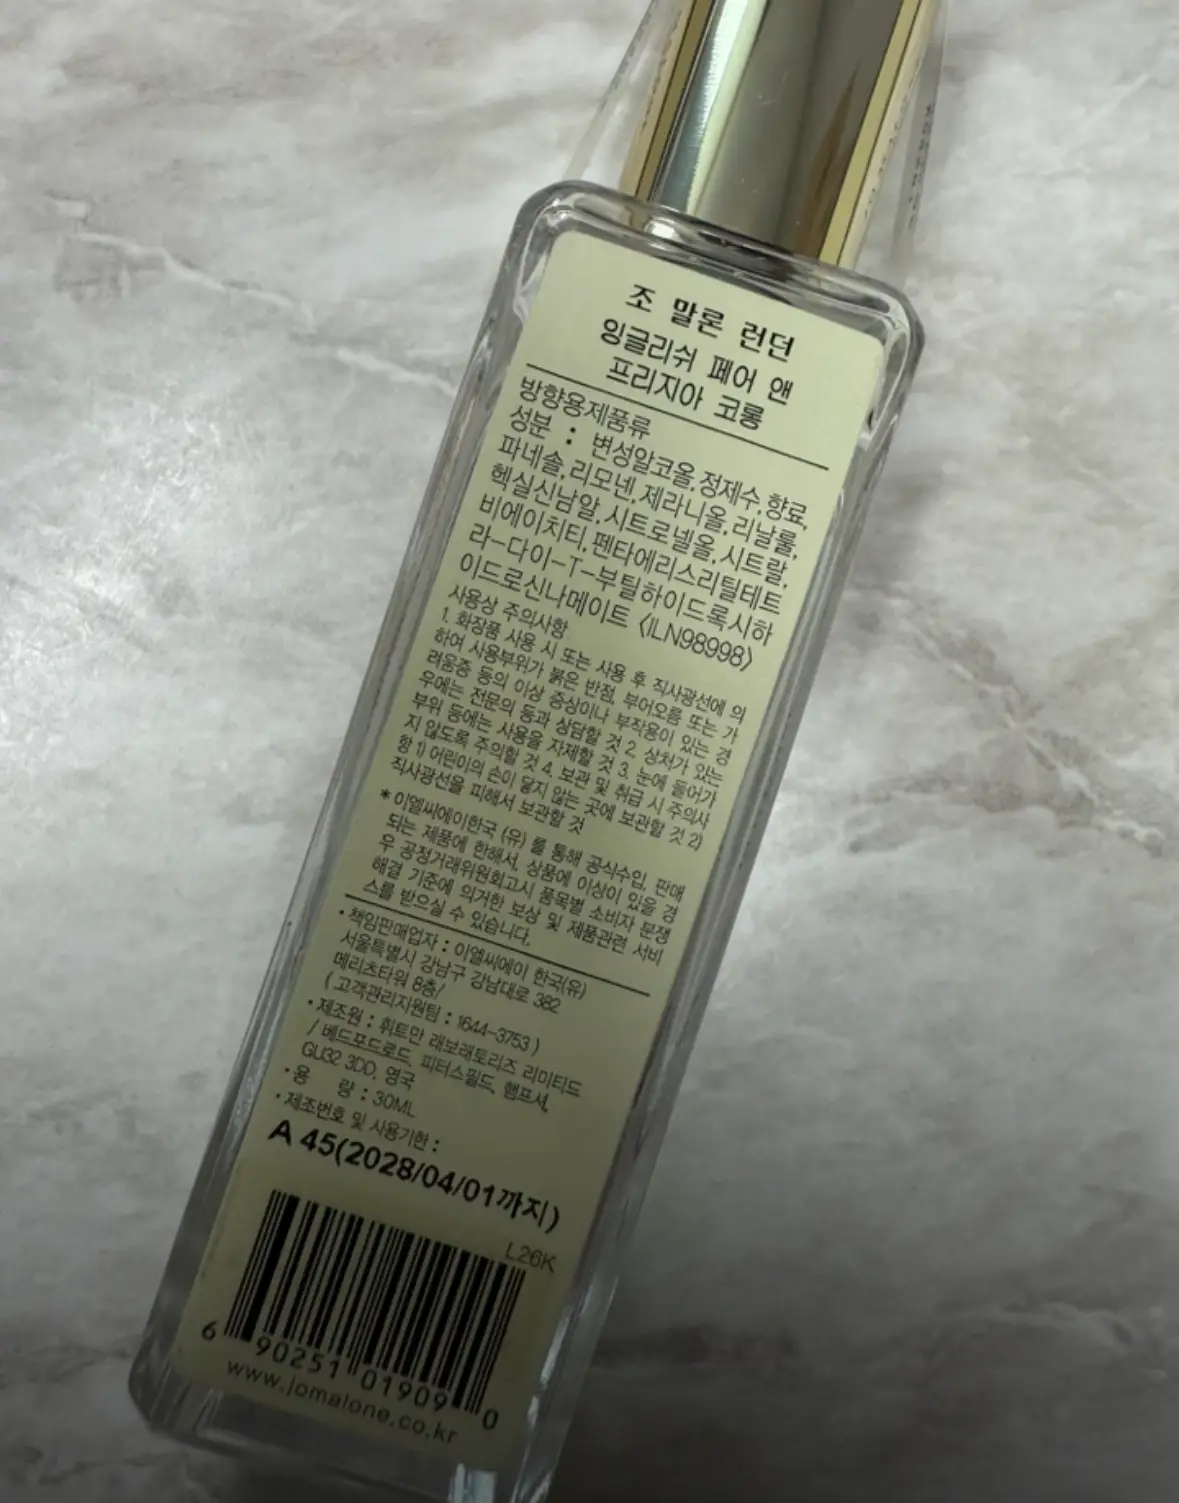 조 말론 런던
잉글리쉬 페어 앤
프리지아 코롱
방향용제품류
성분 : 변성알코올,정제수,향료,
파네솔,리모넨,제라니올,리날룰,
헥실신남알,시트로넬올,시트랄,
비에이치티,펜타에리스리틸테트
라-다이-T-부틸하이드록시하
이드로신나메이트 <ILN98998>
사용상 주의사항
1. 화장품 사용 시 또는 사용 후 직사광선에 의
하여 사용부위가 붉은 반점, 부어오름 또는 가
려움증 등의 이상 증상이나 부작용이 있는 경
우에는 전문의 등과 상담할 것 2. 상처가 있는
부위 등에는 사용을 자제할 것 3. 눈에 들어가
지 않도록 주의할 것 4. 보관 및 취급 시 주의사
항 1) 어린이의 손이 닿지 않는 곳에 보관할 것 2)
직사광선을 피해서 보관할 것
* 이엘씨에이한국 (유) 를 통해 공식수입, 판매
되는 제품에 한해서, 상품에 이상이 있을 경
우 공정거래위원회고시 품목별 소비자 분쟁
해결 기준에 의거한 보상 및 제품관련 서비
스를 받으실 수 있습니다.
·책임판매업자 : 이엘씨에이 한국(유)
서울특별시 강남구 강남대로 382
메리츠타워 8층/
(고객관리지원팀 : 1644-3753)
·제조원 : 휘트만 래보래토리즈 리미티드
/ 베드포드로드, 피터스필드, 햄프셔,
GU32 3DD, 영국
·용 량 : 30ML
·제조번호 및 사용기한 :
A 45(2028/04/01까지)
L26K
6 90251 01909 0
www.jomalone.co.kr